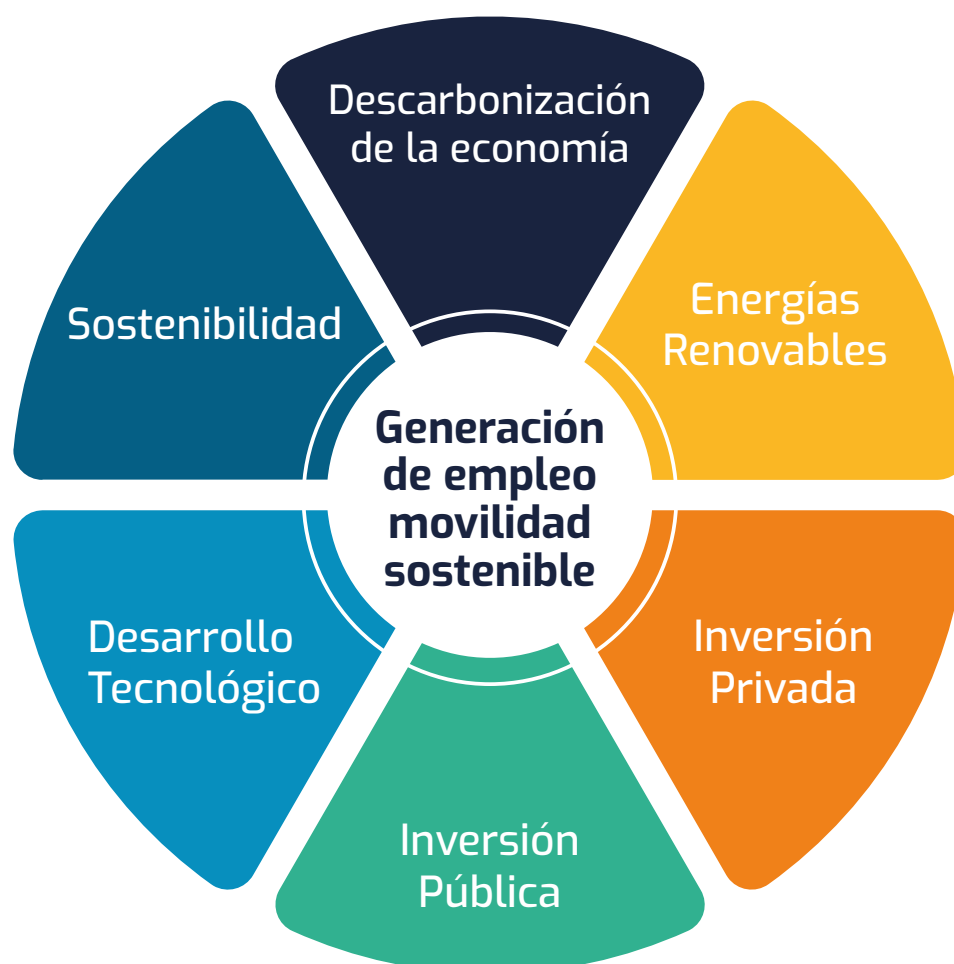 Descarbonización
de la economía
Energías
Renovables
Inversión
Privada
Inversión
Pública
Desarrollo
Tecnológico
Sostenibilidad
Generación
de empleo
movilidad
sostenible